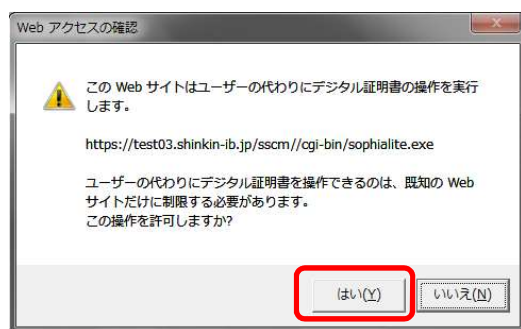 Web アクセスの確認
この Web サイトはユーザーの代わりにデジタル証明書の操作を実行
します。
https://test03.shinkin-ib.jp/sscm//cgi-bin/sophialite.exe
ユーザーの代わりにデジタル証明書を操作できるのは、既知の Web
サイトだけに制限する必要があります。
この操作を許可しますか?
はい(Y) いいえ(N)